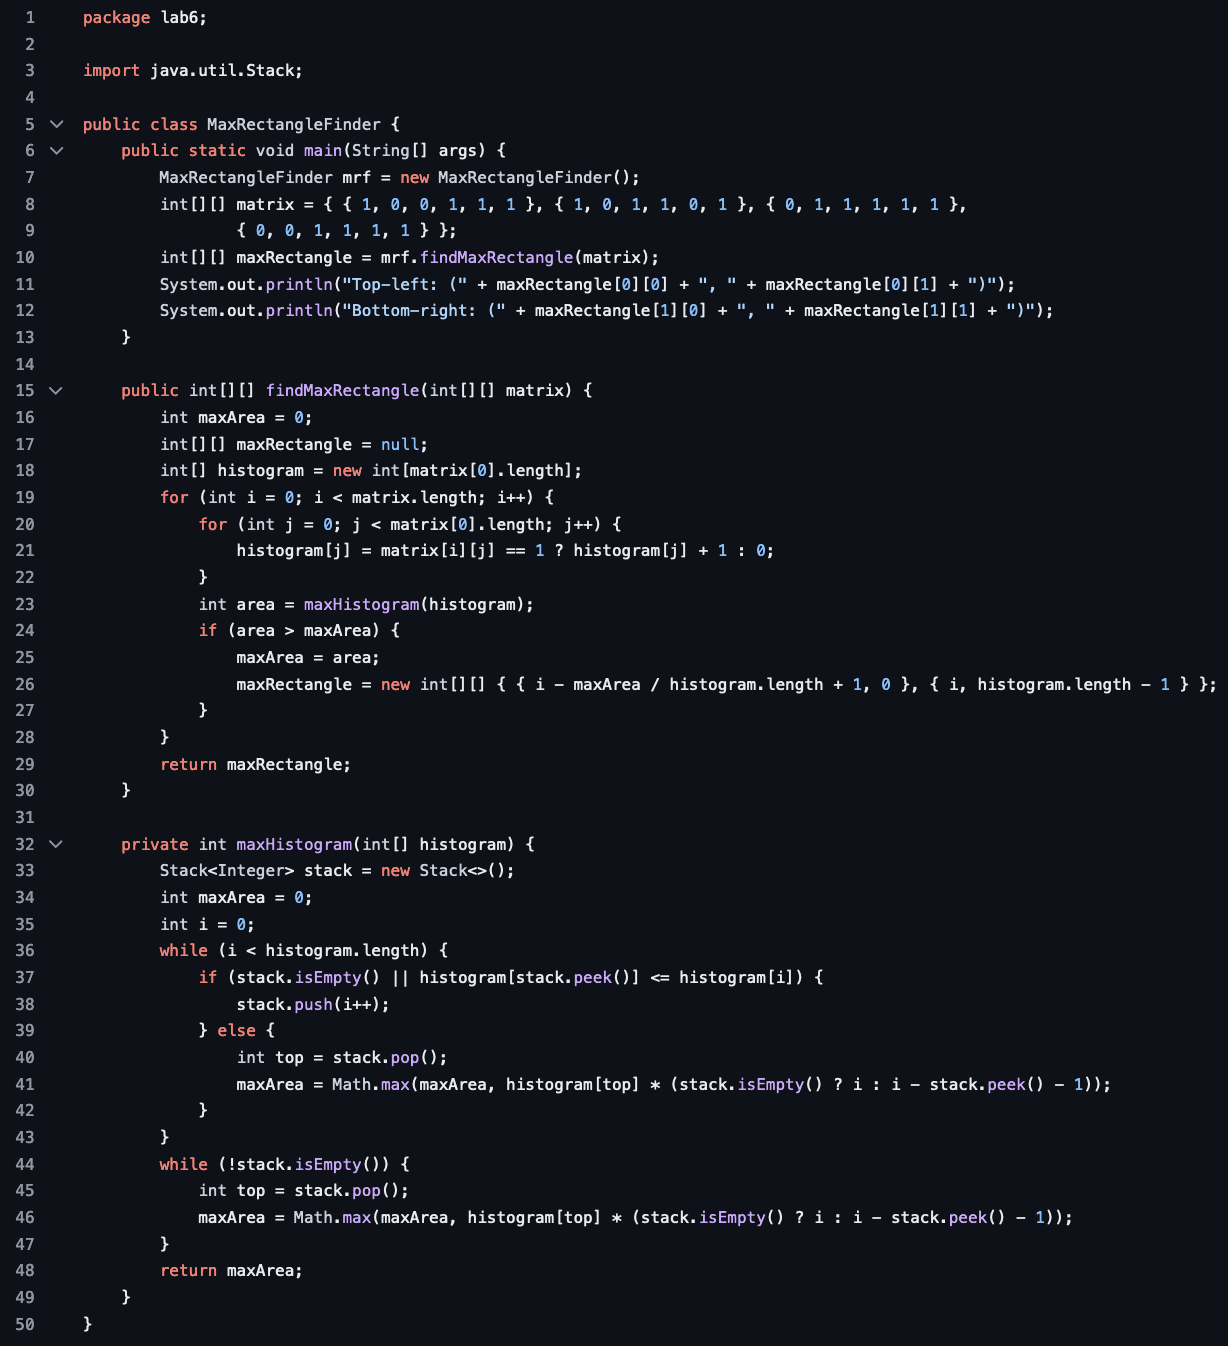 1 package lab6;
2
3 import java.util.Stack;
4
5 public class MaxRectangleFinder {
6     public static void main(String[] args) {
7         MaxRectangleFinder mrf = new MaxRectangleFinder();
8         int[][] matrix = { { 1, 0, 0, 1, 1, 1 }, { 1, 0, 1, 1, 0, 1 }, { 0, 1, 1, 1, 1, 1 },
9                 { 0, 0, 1, 1, 1, 1 } };
10         int[][] maxRectangle = mrf.findMaxRectangle(matrix);
11         System.out.println("Top-left: (" + maxRectangle[0][0] + ", " + maxRectangle[0][1] + ")");
12         System.out.println("Bottom-right: (" + maxRectangle[1][0] + ", " + maxRectangle[1][1] + ")");
13     }
14
15     public int[][] findMaxRectangle(int[][] matrix) {
16         int maxArea = 0;
17         int[][] maxRectangle = null;
18         int[] histogram = new int[matrix[0].length];
19         for (int i = 0; i < matrix.length; i++) {
20             for (int j = 0; j < matrix[0].length; j++) {
21                 histogram[j] = matrix[i][j] == 1 ? histogram[j] + 1 : 0;
22             }
23             int area = maxHistogram(histogram);
24             if (area > maxArea) {
25                 maxArea = area;
26                 maxRectangle = new int[][] { { i - maxArea / histogram.length + 1, 0 }, { i, histogram.length - 1 } };
27             }
28         }
29         return maxRectangle;
30     }
31
32     private int maxHistogram(int[] histogram) {
33         Stack<Integer> stack = new Stack<>();
34         int maxArea = 0;
35         int i = 0;
36         while (i < histogram.length) {
37             if (stack.isEmpty() || histogram[stack.peek()] <= histogram[i]) {
38                 stack.push(i++);
39             } else {
40                 int top = stack.pop();
41                 maxArea = Math.max(maxArea, histogram[top] * (stack.isEmpty() ? i : i - stack.peek() - 1));
42             }
43         }
44         while (!stack.isEmpty()) {
45             int top = stack.pop();
46             maxArea = Math.max(maxArea, histogram[top] * (stack.isEmpty() ? i : i - stack.peek() - 1));
47         }
48         return maxArea;
49     }
50 }